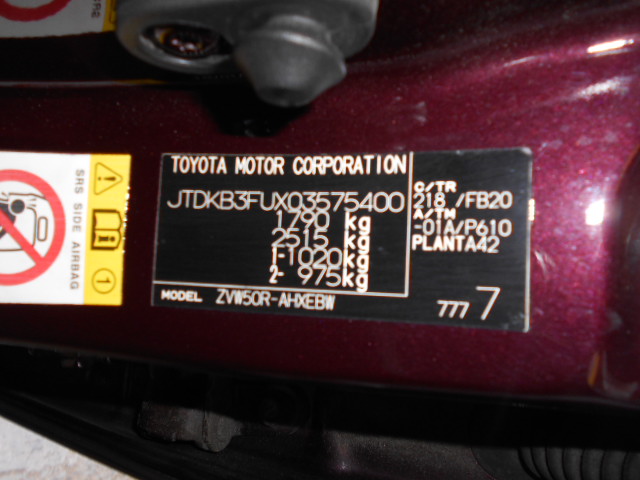 TOYOTA MOTOR CORPORATION
JTDKB3FUX03575400
1790 kg
2515 kg
1-1020kg
2- 975kg
MODEL ZVW50R-AHXEBW
C/TR
218 /FB20
A/TM
-01A/P610
PLANTA42
777 7
SRS SIDE AIRBAG
1